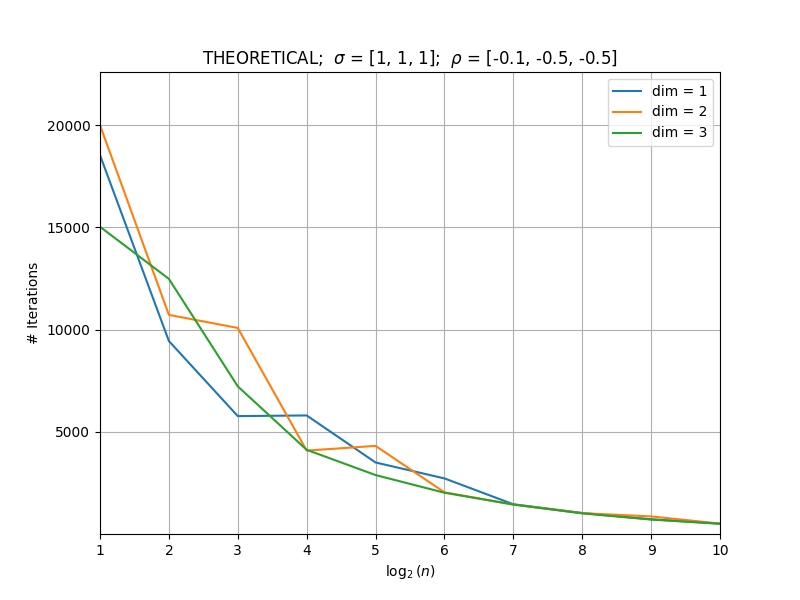 THEORETICAL; σ = [1, 1, 1]; ρ = [-0.1, -0.5, -0.5]
dim = 1
dim = 2
dim = 3
20000
15000
10000
5000
# Iterations
1 2 3 4 5 6 7 8 9 10
log₂(n)